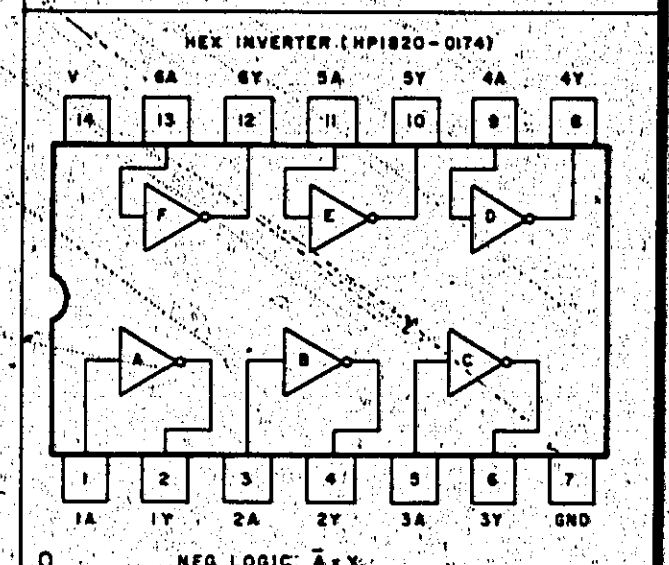 HEX INVERTER (HP1820-0174)
V 6A 6Y 5A 5Y 4A 4Y
14 13 12 11 10 9 8
F E D
A B C
1 2 3 4 5 6 7
1A 1Y 2A 2Y 3A 3Y GND
NEG LOGIC: A̅ = Y